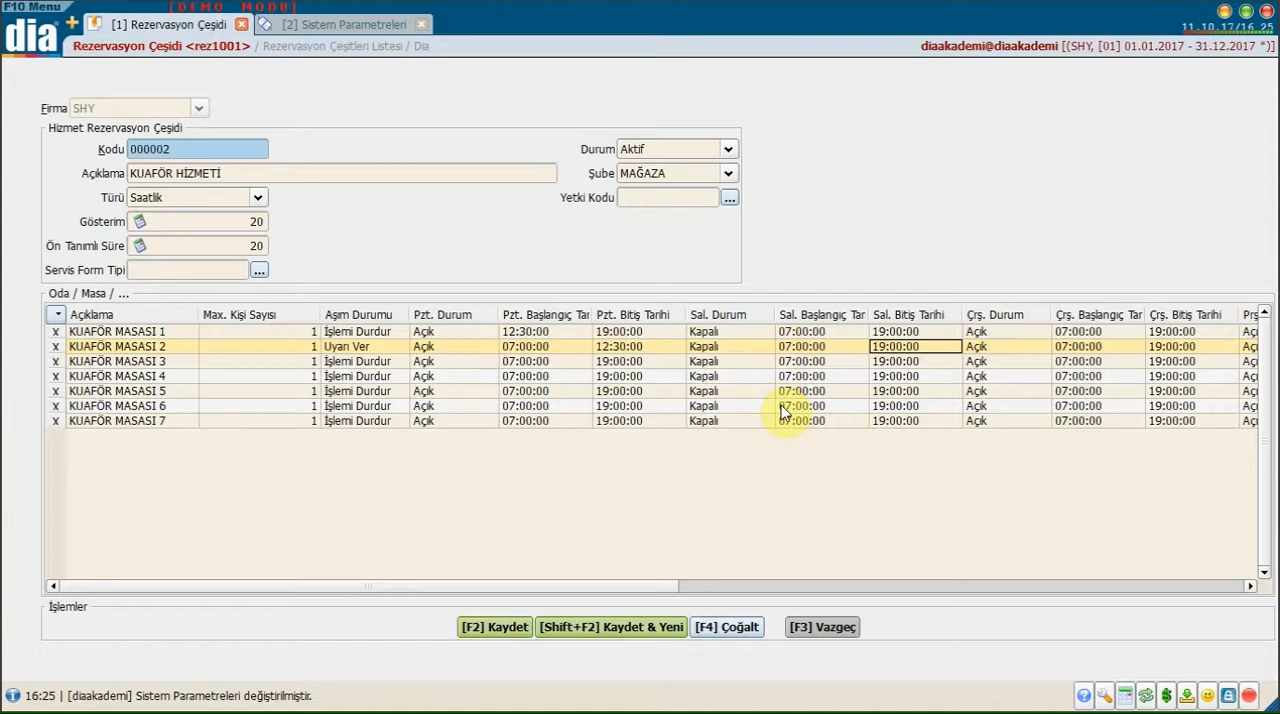 F10 Menu [DEMO MODU]
dia [1] Rezervasyon Çeşidi [2] Sistem Parametreleri 11.10.17/16 25
Rezervasyon Çeşidi <rez1001> / Rezervasyon Çeşitleri Listesi / Dia diaakademi@diaakademi [(SHY, [01] 01.01.2017 - 31.12.2017 *)]
Firma SHY
Hizmet Rezervasyon Çeşidi
Kodu 000002 Durum Aktif
Açıklama KUAFÖR HİZMETİ Şube MAĞAZA
Türü Saatlik Yetki Kodu ...
Gösterim 20
Ön Tanımlı Süre 20
Servis Form Tipi ...
Oda / Masa / ...
Açıklama Max. Kişi Sayısı Aşım Durumu Pzt. Durum Pzt. Başlangıç Tar Pzt. Bitiş Tarihi Sal. Durum Sal. Başlangıç Tar Sal. Bitiş Tarihi Çrş. Durum Çrş. Başlangıç Tar Çrş. Bitiş Tarihi Prş
x KUAFÖR MASASI 1 1 İşlemi Durdur Açık 12:30:00 19:00:00 Kapalı 07:00:00 19:00:00 Açık 07:00:00 19:00:00 Açı
x KUAFÖR MASASI 2 1 Uyarı Ver Açık 07:00:00 12:30:00 Kapalı 07:00:00 19:00:00 Açık 07:00:00 19:00:00 Açı
x KUAFÖR MASASI 3 1 İşlemi Durdur Açık 07:00:00 19:00:00 Kapalı 07:00:00 19:00:00 Açık 07:00:00 19:00:00 Açı
x KUAFÖR MASASI 4 1 İşlemi Durdur Açık 07:00:00 19:00:00 Kapalı 07:00:00 19:00:00 Açık 07:00:00 19:00:00 Açı
x KUAFÖR MASASI 5 1 İşlemi Durdur Açık 07:00:00 19:00:00 Kapalı 07:00:00 19:00:00 Açık 07:00:00 19:00:00 Açı
x KUAFÖR MASASI 6 1 İşlemi Durdur Açık 07:00:00 19:00:00 Kapalı 07:00:00 19:00:00 Açık 07:00:00 19:00:00 Açı
x KUAFÖR MASASI 7 1 İşlemi Durdur Açık 07:00:00 19:00:00 Kapalı 07:00:00 19:00:00 Açık 07:00:00 19:00:00 Açı
İşlemler
[F2] Kaydet [Shift+F2] Kaydet & Yeni [F4] Çoğalt [F3] Vazgeç
16:25 | [diaakademi] Sistem Parametreleri değiştirilmiştir.